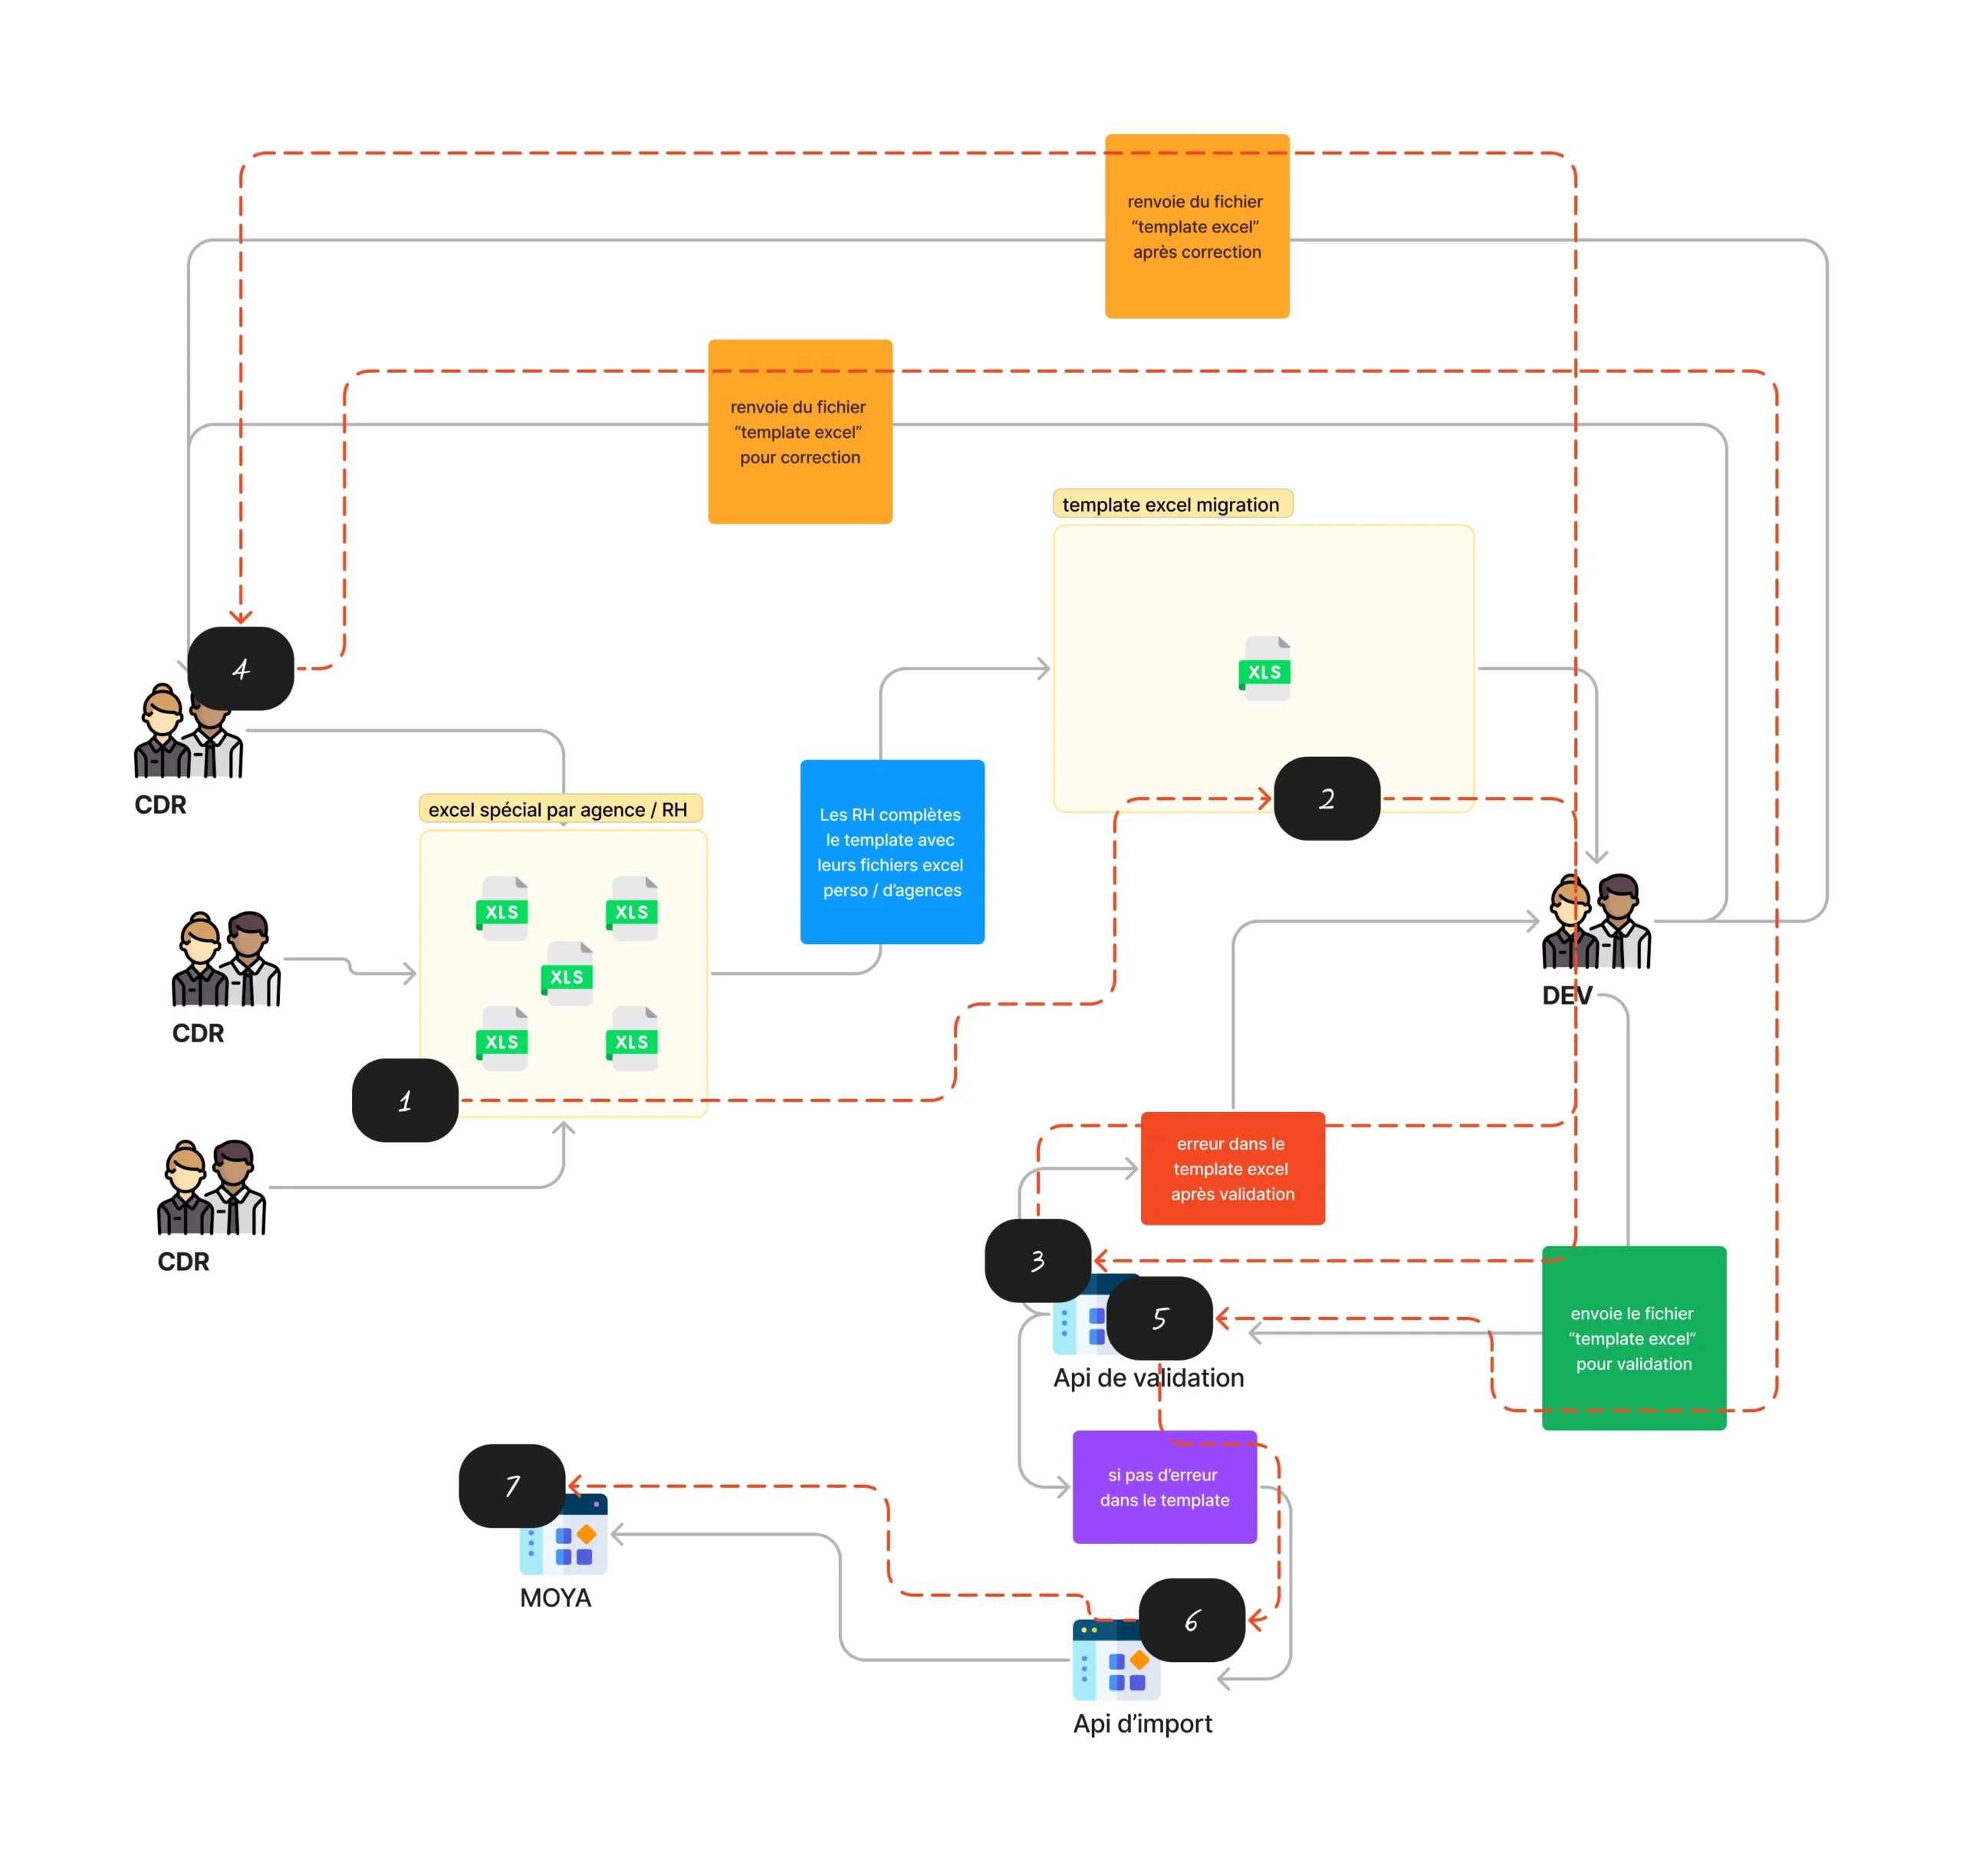 renvoie du fichier
“template excel”
après correction
renvoie du fichier
“template excel”
pour correction
template excel migration
XLS
4
CDR
excel spécial par agence / RH
Les RH complètes
le template avec
leurs fichiers excel
perso / d’agences
2
XLS
XLS
XLS
XLS
XLS
CDR
DEV
1
erreur dans le
template excel
après validation
CDR
3
5
Api de validation
envoie le fichier
“template excel”
pour validation
si pas d’erreur
dans le template
7
MOYA
6
Api d’import